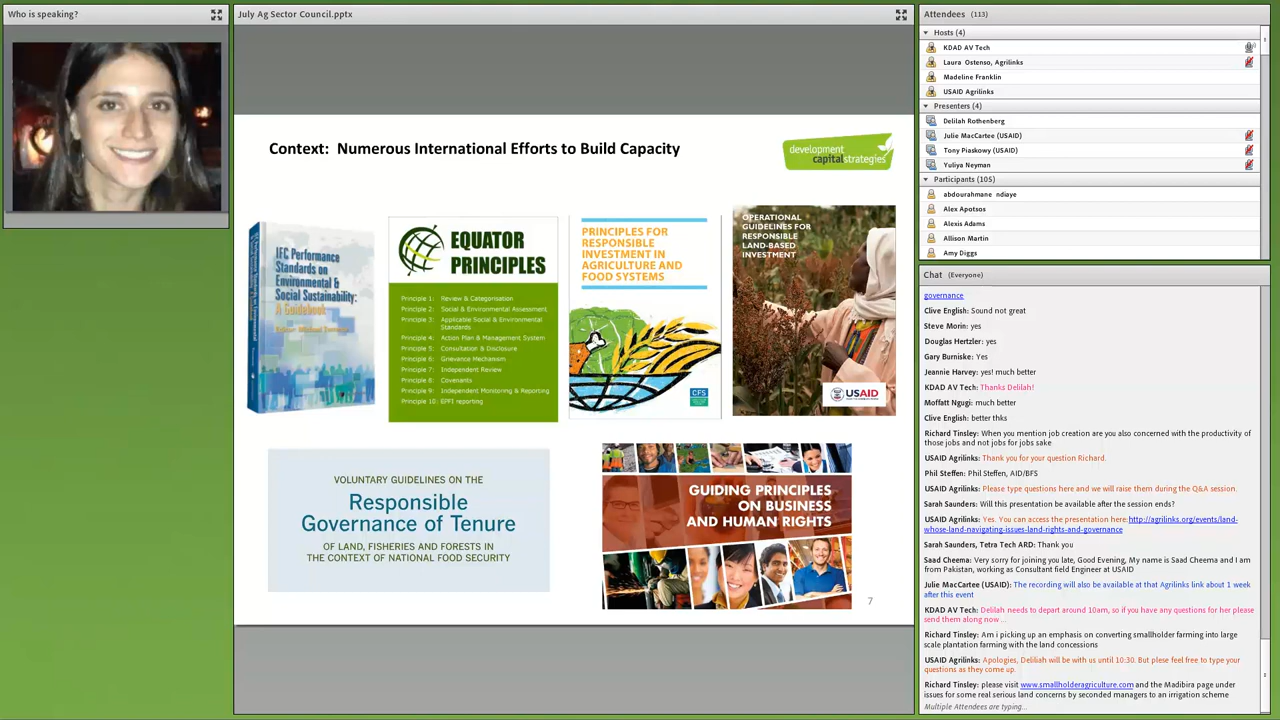 Who is speaking?
July Ag Sector Council.pptx
Context:  Numerous International Efforts to Build Capacity
development
capitalstrategies
IFC Performance
Standards on
Environmental &
Social Sustainability:
A Guidebook
EQUATOR
PRINCIPLES
Principle 1: Review & Categorisation
Principle 2: Social & Environmental Assessment
Principle 3: Applicable Social & Environmental
Standards
Principle 4: Action Plan & Management System
Principle 5: Consultation & Disclosure
Principle 6: Grievance Mechanism
Principle 7: Independent Review
Principle 8: Covenants
Principle 9: Independent Monitoring & Reporting
Principle 10: EPFI reporting
PRINCIPLES FOR
RESPONSIBLE
INVESTMENT IN
AGRICULTURE AND
FOOD SYSTEMS
CFS
OPERATIONAL
GUIDELINES FOR
RESPONSIBLE
LAND-BASED
INVESTMENT
USAID
VOLUNTARY GUIDELINES ON THE
Responsible
Governance of Tenure
OF LAND, FISHERIES AND FORESTS IN
THE CONTEXT OF NATIONAL FOOD SECURITY
GUIDING PRINCIPLES
ON BUSINESS
AND HUMAN RIGHTS
7
Attendees (113)
Hosts (4)
KDAD AV Tech
Laura Ostenso, Agrilinks
Madeline Franklin
USAID Agrilinks
Presenters (4)
Delilah Rothenberg
Julie MacCartee (USAID)
Tony Piaskowy (USAID)
Yuliya Neyman
Participants (105)
abdourahmane ndiaye
Alex Apotsos
Alexis Adams
Allison Martin
Amy Diggs
Chat (Everyone)
governance
Clive English: Sound not great
Steve Morin: yes
Douglas Hertzler: yes
Gary Burniske: Yes
Jeannie Harvey: yes! much better
KDAD AV Tech: Thanks Delilah!
Moffatt Ngugi: much better
Clive English: better thks
Richard Tinsley: When you mention job creation are you also concerned with the productivity of
those jobs and not jobs for jobs sake
USAID Agrilinks: Thank you for your question Richard.
Phil Steffen: Phil Steffen, AID/BFS
USAID Agrilinks: Please type questions here and we will raise them during the Q&A session.
Sarah Saunders: Will this presentation be available after the session ends?
USAID Agrilinks: Yes. You can access the presentation here: http://agrilinks.org/events/land-
whose-land-navigating-issues-land-rights-and-governance
Sarah Saunders, Tetra Tech ARD: Thank you
Saad Cheema: Very sorry for joining you late, Good Evening, My name is Saad Cheema and I am
from Pakistan, working as Consultant field Engineer at USAID
Julie MacCartee (USAID): The recording will also be available at that Agrilinks link about 1 week
after this event
KDAD AV Tech: Delilah needs to depart around 10am, so if you have any questions for her please
send them along now ...
Richard Tinsley: Am i picking up an emphasis on converting smallholder farming into large
scale plantation farming with the land concessions
USAID Agrilinks: Apologies, Deliliah will be with us until 10:30. But plese feel free to type your
questions as they come up.
Richard Tinsley: please visit www.smallholderagriculture.com and the Madibira page under
issues for some real serious land concerns by seconded managers to an irrigation scheme
Multiple Attendees are typing...